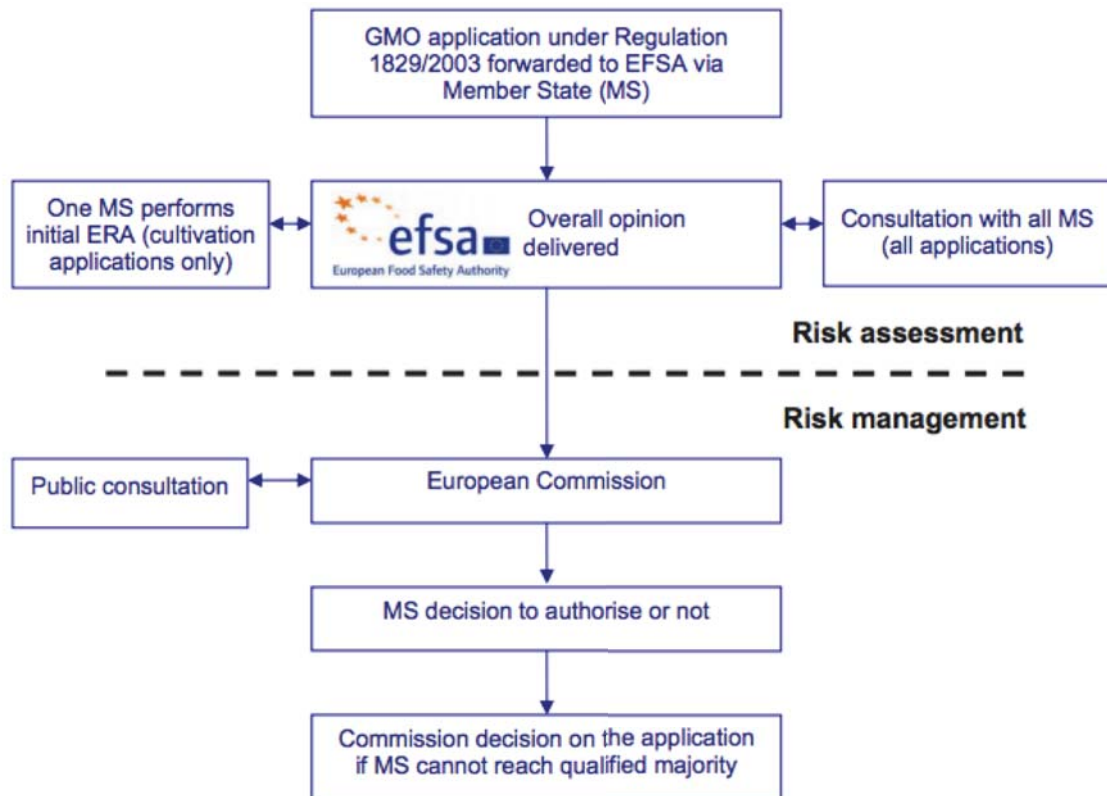 GMO application under Regulation
1829/2003 forwarded to EFSA via
Member State (MS)
One MS performs
initial ERA (cultivation
applications only)
efsa
European Food Safety Authority
Overall opinion
delivered
Consultation with all MS
(all applications)
Risk assessment
Risk management
Public consultation
European Commission
MS decision to authorise or not
Commission decision on the application
if MS cannot reach qualified majority